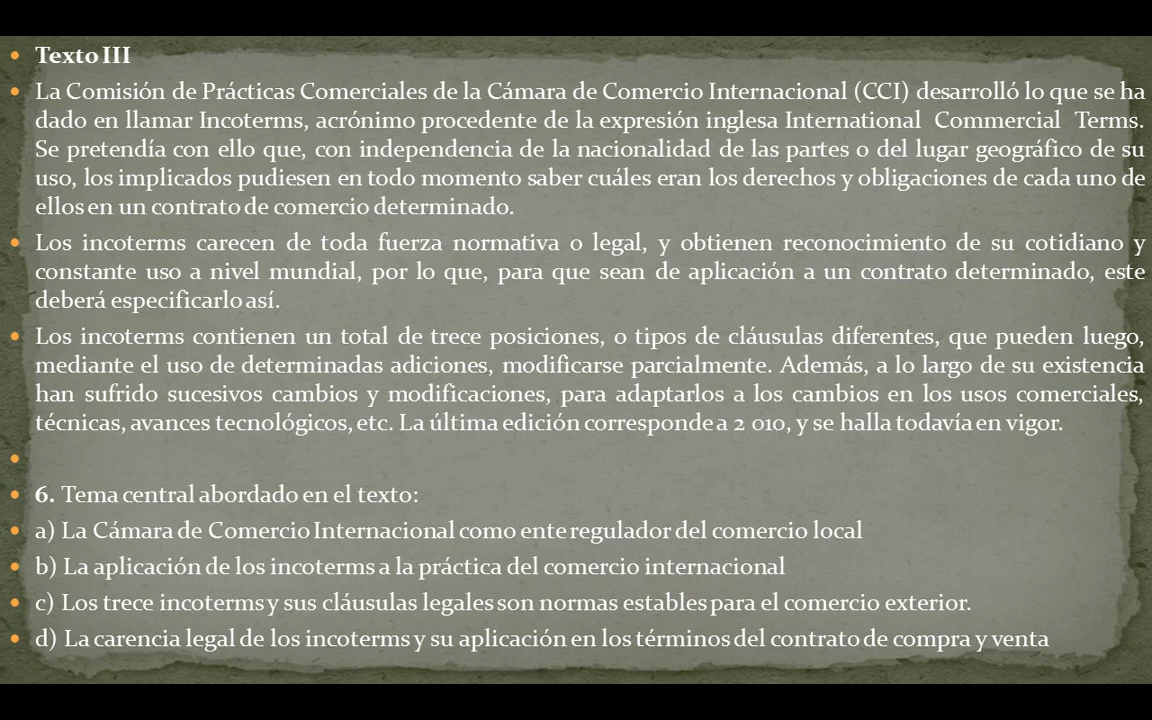 Texto III
La Comisión de Prácticas Comerciales de la Cámara de Comercio Internacional (CCI) desarrolló lo que se ha
dado en llamar Incoterms, acrónimo procedente de la expresión inglesa International Commercial Terms.
Se pretendía con ello que, con independencia de la nacionalidad de las partes o del lugar geográfico de su
uso, los implicados pudiesen en todo momento saber cuáles eran los derechos y obligaciones de cada uno de
ellos en un contrato de comercio determinado.
Los incoterms carecen de toda fuerza normativa o legal, y obtienen reconocimiento de su cotidiano y
constante uso a nivel mundial, por lo que, para que sean de aplicación a un contrato determinado, este
deberá especificarlo así.
Los incoterms contienen un total de trece posiciones, o tipos de cláusulas diferentes, que pueden luego,
mediante el uso de determinadas adiciones, modificarse parcialmente. Además, a lo largo de su existencia
han sufrido sucesivos cambios y modificaciones, para adaptarlos a los cambios en los usos comerciales,
técnicas, avances tecnológicos, etc. La última edición corresponde a 2 010, y se halla todavía en vigor.
6. Tema central abordado en el texto:
a) La Cámara de Comercio Internacional como ente regulador del comercio local
b) La aplicación de los incoterms a la práctica del comercio internacional
c) Los trece incoterms y sus cláusulas legales son normas estables para el comercio exterior.
d) La carencia legal de los incoterms y su aplicación en los términos del contrato de compra y venta